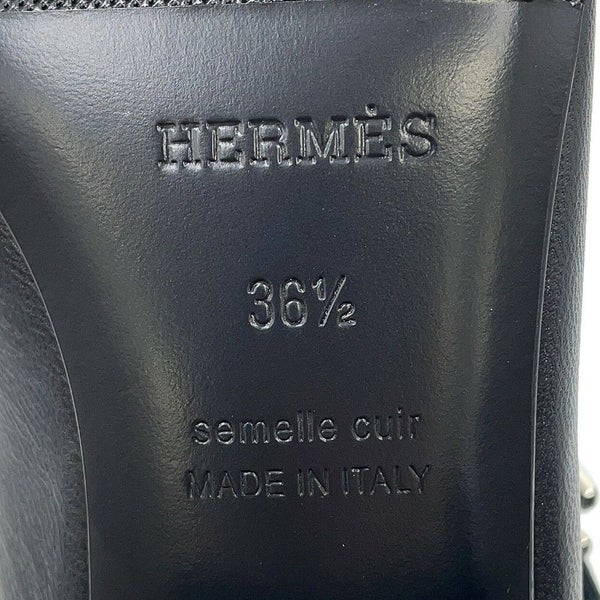 HERMÈS
36½
semelle cuir
MADE IN ITALY